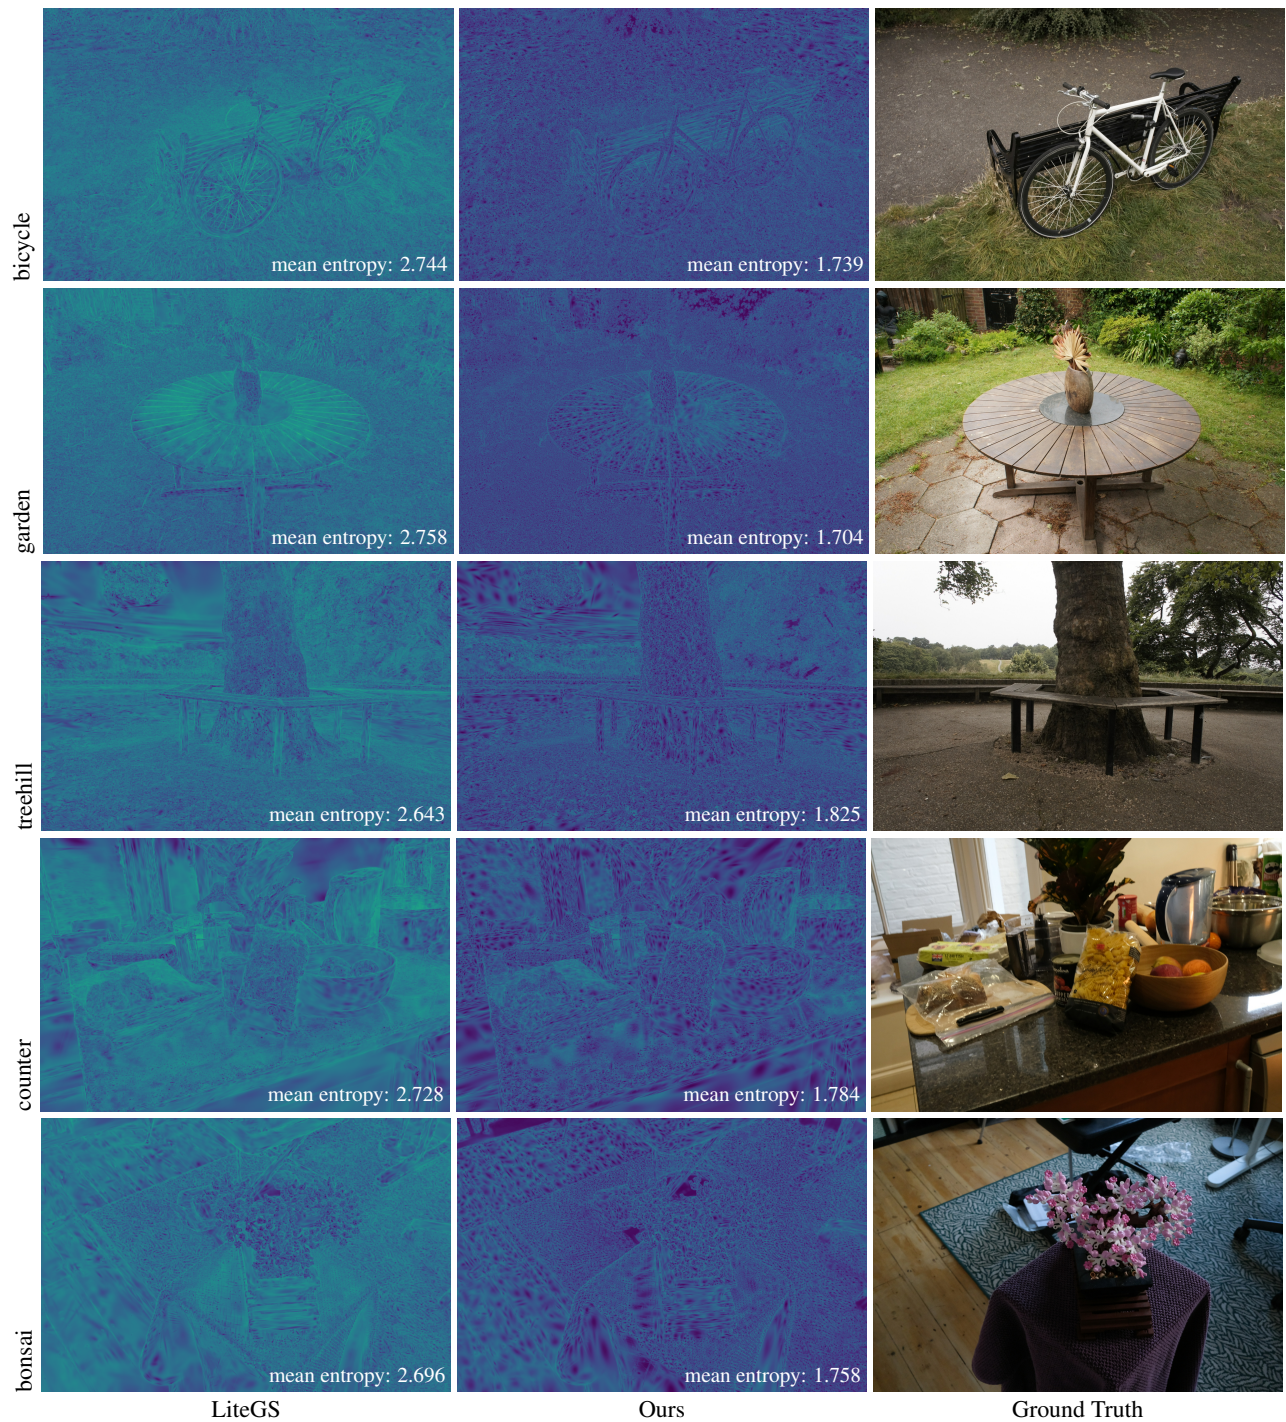 bicycle
mean entropy: 2.744
mean entropy: 1.739
garden
mean entropy: 2.758
mean entropy: 1.704
treehill
mean entropy: 2.643
mean entropy: 1.825
counter
mean entropy: 2.728
mean entropy: 1.784
bonsai
mean entropy: 2.696
mean entropy: 1.758
LiteGS
Ours
Ground Truth